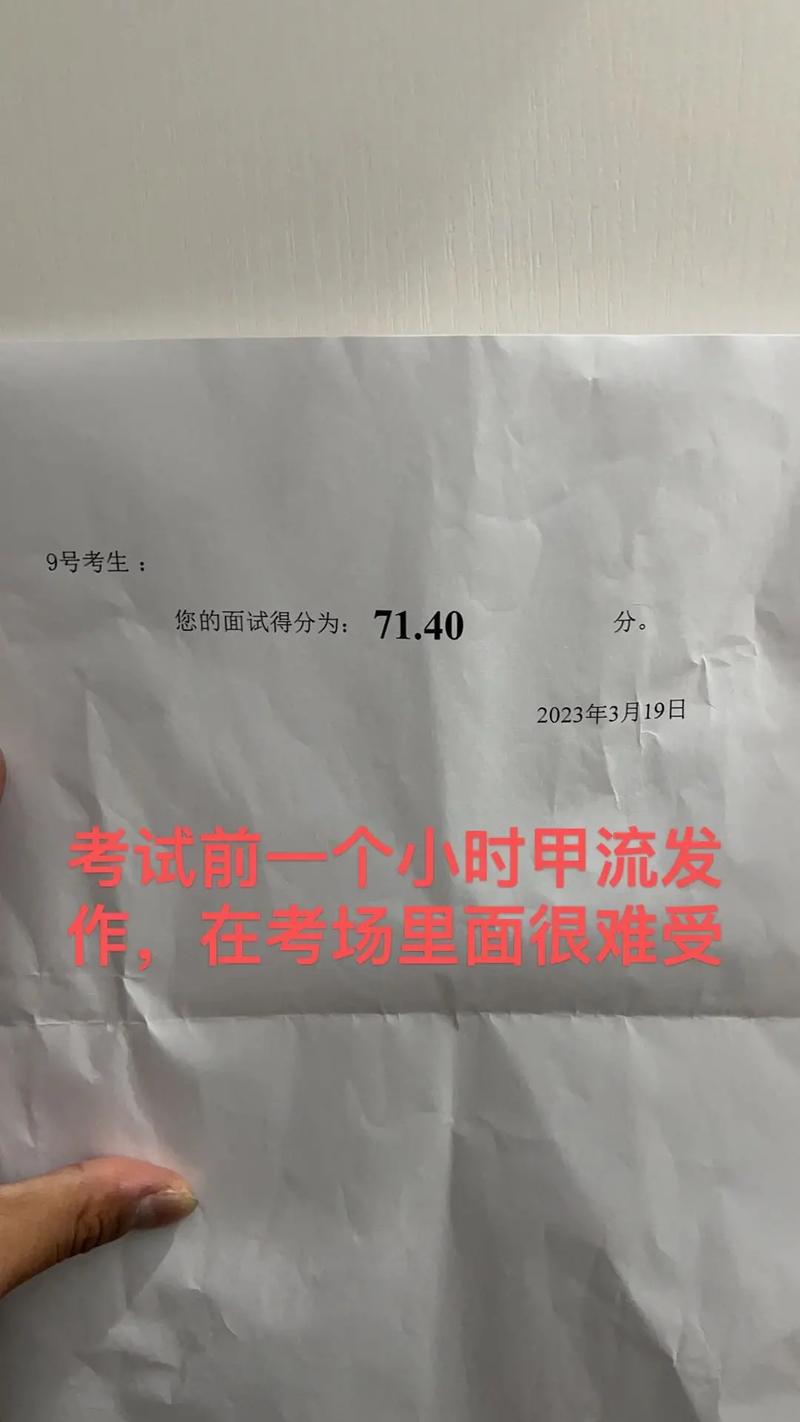 9号考生：
您的面试得分为： 71.40 分。
2023年3月19日
考试前一个小时甲流发
作，在考场里面很难受